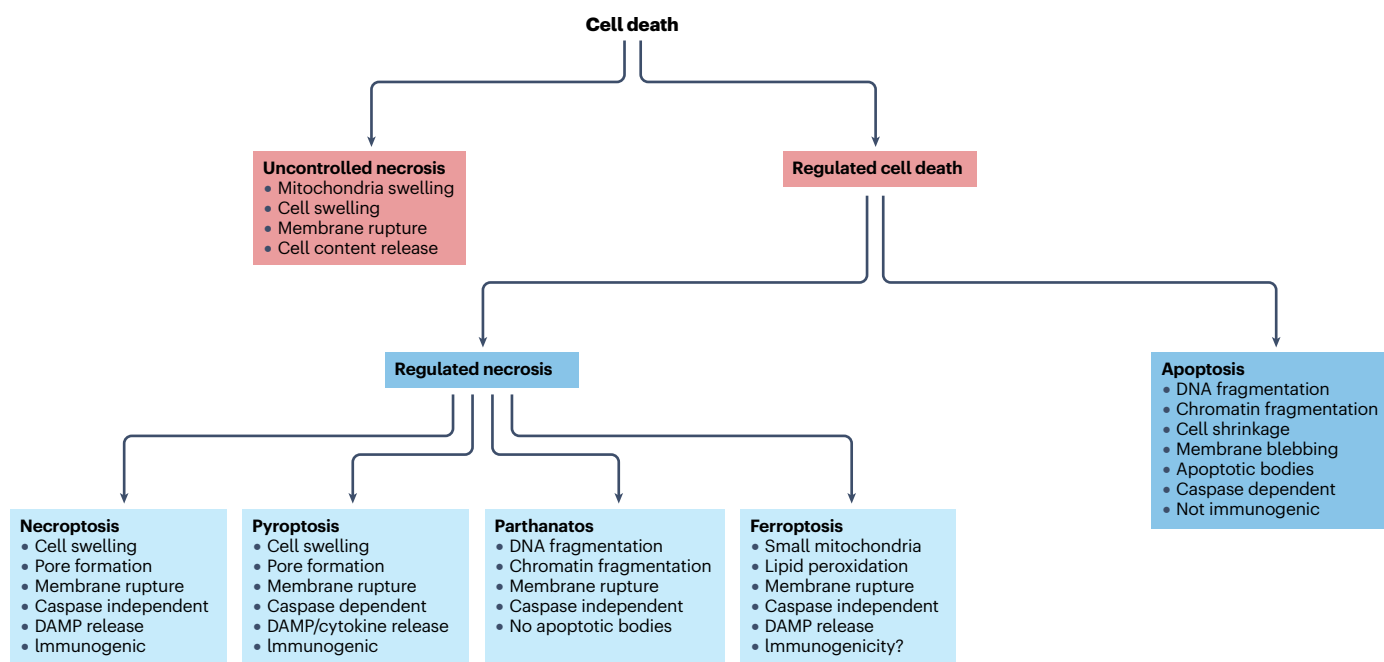 Cell death
Uncontrolled necrosis
• Mitochondria swelling
• Cell swelling
• Membrane rupture
• Cell content release
Regulated cell death
Regulated necrosis
Apoptosis
• DNA fragmentation
• Chromatin fragmentation
• Cell shrinkage
• Membrane blebbing
• Apoptotic bodies
• Caspase dependent
• Not immunogenic
Necroptosis
• Cell swelling
• Pore formation
• Membrane rupture
• Caspase independent
• DAMP release
• Immunogenic
Pyroptosis
• Cell swelling
• Pore formation
• Membrane rupture
• Caspase dependent
• DAMP/cytokine release
• Immunogenic
Parthanatos
• DNA fragmentation
• Chromatin fragmentation
• Membrane rupture
• Caspase independent
• No apoptotic bodies
Ferroptosis
• Small mitochondria
• Lipid peroxidation
• Membrane rupture
• Caspase independent
• DAMP release
• Immunogenicity?